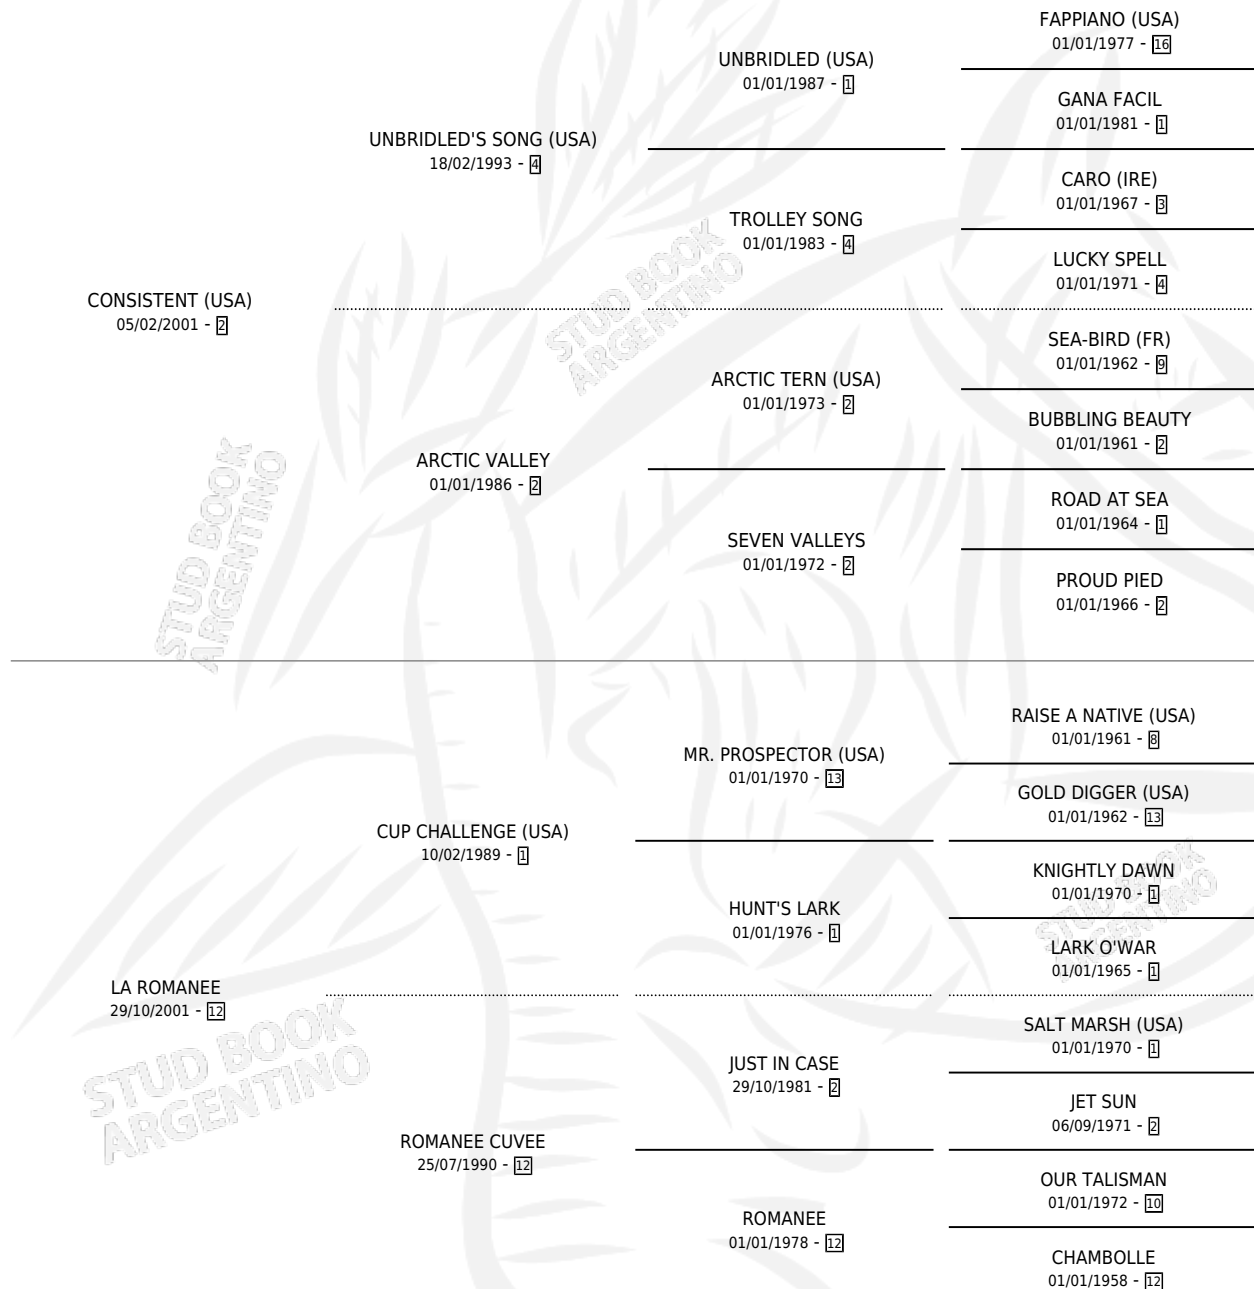 FAPPIANO (USA)
01/01/1977 - 16
UNBRIDLED (USA)
01/01/1987 - 1
GANA FACIL
01/01/1981 - 1
UNBRIDLED'S SONG (USA)
18/02/1993 - 4
CARO (IRE)
01/01/1967 - 3
TROLLEY SONG
01/01/1983 - 4
LUCKY SPELL
01/01/1971 - 4
CONSISTENT (USA)
05/02/2001 - 2
SEA-BIRD (FR)
01/01/1962 - 9
ARCTIC TERN (USA)
01/01/1973 - 2
BUBBLING BEAUTY
01/01/1961 - 2
ARCTIC VALLEY
01/01/1986 - 2
ROAD AT SEA
01/01/1964 - 1
SEVEN VALLEYS
01/01/1972 - 2
PROUD PIED
01/01/1966 - 2
RAISE A NATIVE (USA)
01/01/1961 - 8
MR. PROSPECTOR (USA)
01/01/1970 - 13
GOLD DIGGER (USA)
01/01/1962 - 13
CUP CHALLENGE (USA)
10/02/1989 - 1
KNIGHTLY DAWN
01/01/1970 - 1
HUNT'S LARK
01/01/1976 - 1
LARK O'WAR
01/01/1965 - 1
LA ROMANEE
29/10/2001 - 12
SALT MARSH (USA)
01/01/1970 - 1
JUST IN CASE
29/10/1981 - 2
JET SUN
06/09/1971 - 2
ROMANEE CUVEE
25/07/1990 - 12
OUR TALISMAN
01/01/1972 - 10
ROMANEE
01/01/1978 - 12
CHAMBOLLE
01/01/1958 - 12
STUD BOOK
ARGENTINO
STUD BOOK
ARGENTINO
STUD BOOK
ARGENTINO
STUD BOOK
ARGENTINO